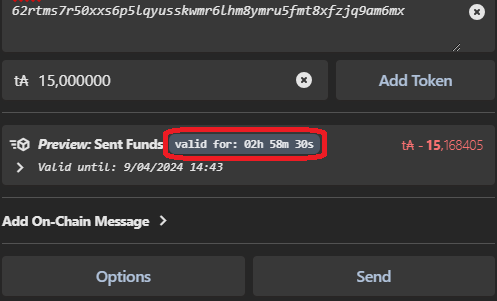 62rtms7r50xxs6p5lqyusskwmr6lhm8ymru5fmt8xfzjq9am6mx
t₳ 15,000000
Add Token
Preview: Sent Funds valid for: 02h 58m 30s t₳ - 15,168405
Valid until: 9/04/2024 14:43
Add On-Chain Message
Options
Send